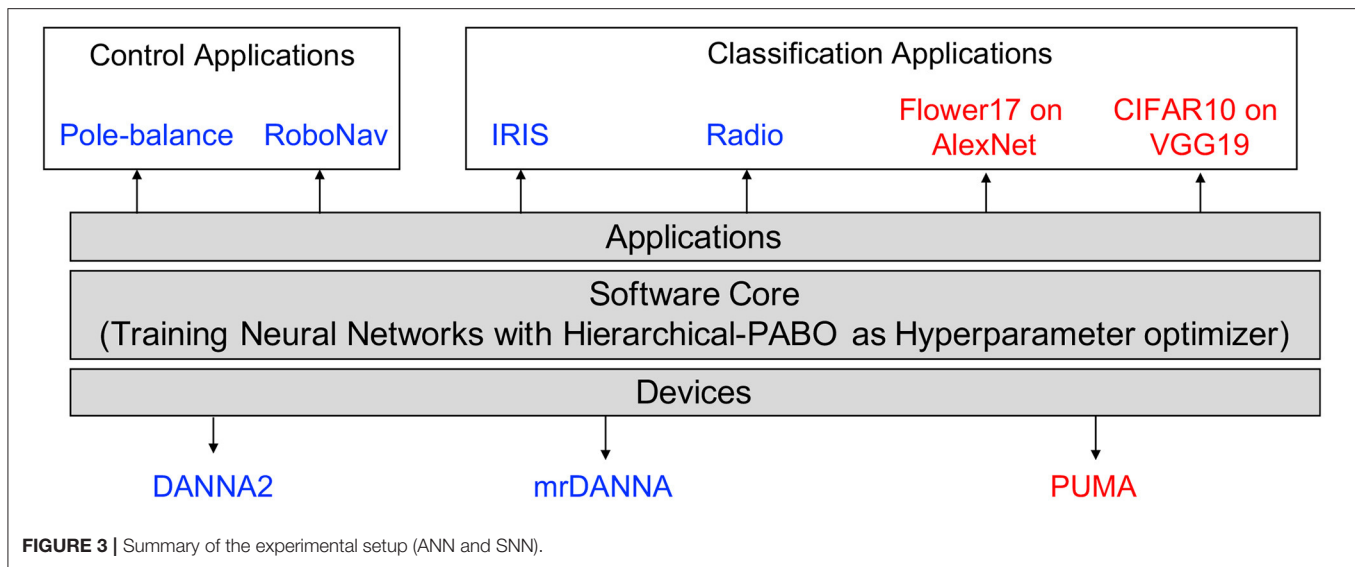 Control Applications
Pole-balance
RoboNav
Classification Applications
IRIS
Radio
Flower17 on
AlexNet
CIFAR10 on
VGG19
Applications
Software Core
(Training Neural Networks with Hierarchical-PABO as Hyperparameter optimizer)
Devices
DANNA2
mrDANNA
PUMA
FIGURE 3 | Summary of the experimental setup (ANN and SNN).